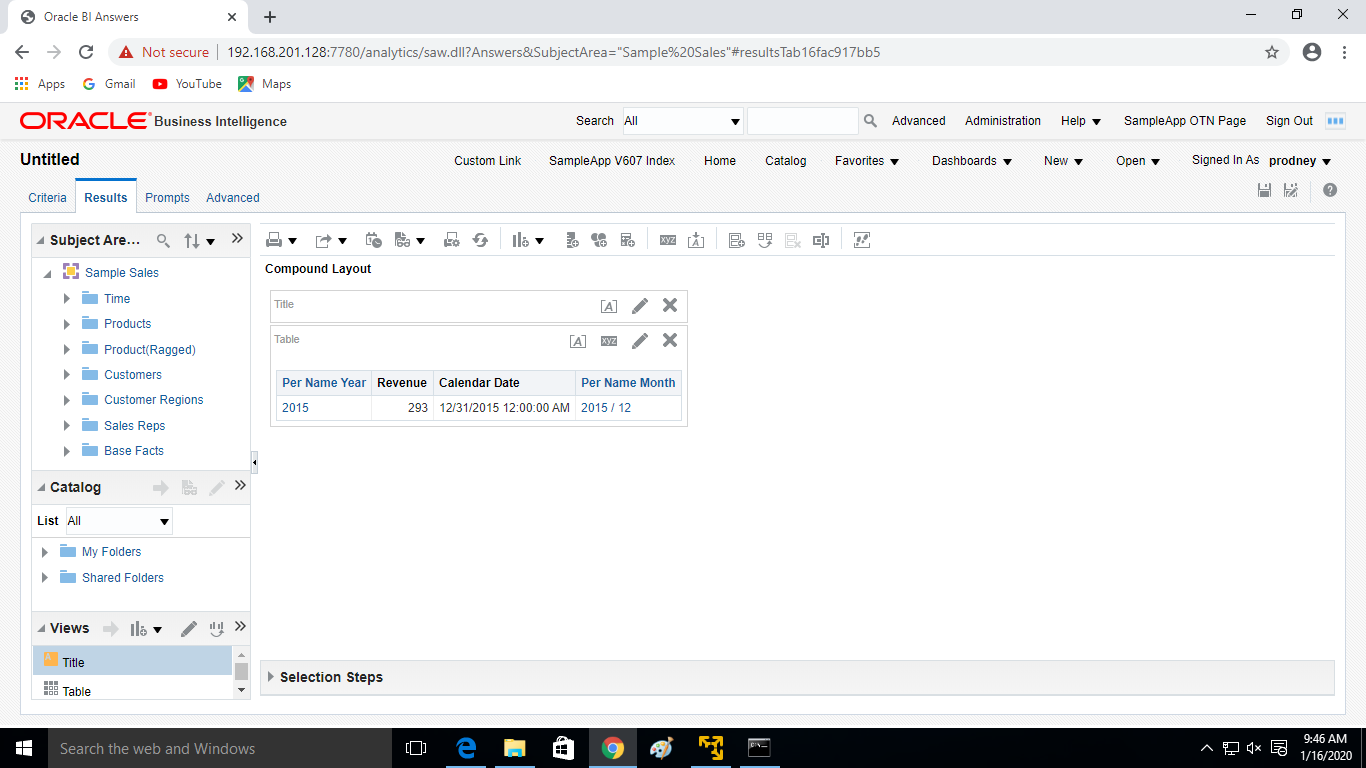 Oracle BI Answers
Not secure
192.168.201.128:7780/analytics/saw.dll?Answers&SubjectArea="Sample%20Sales"#resultsTab16fac917bb5
Apps Gmail YouTube Maps
ORACLE Business Intelligence
Search All Advanced Administration Help SampleApp OTN Page Sign Out
Untitled
Custom Link SampleApp V607 Index Home Catalog Favorites Dashboards New Open Signed In As prodney
Criteria Results Prompts Advanced
Subject Are...
Sample Sales
Time
Products
Product(Ragged)
Customers
Customer Regions
Sales Reps
Base Facts
Catalog
List All
My Folders
Shared Folders
Views
Title
Table
xyz A
Compound Layout
Title A
Table A xyz
Per Name Year Revenue Calendar Date Per Name Month
2015 293 12/31/2015 12:00:00 AM 2015 / 12
Selection Steps
Search the web and Windows
9:46 AM
1/16/2020